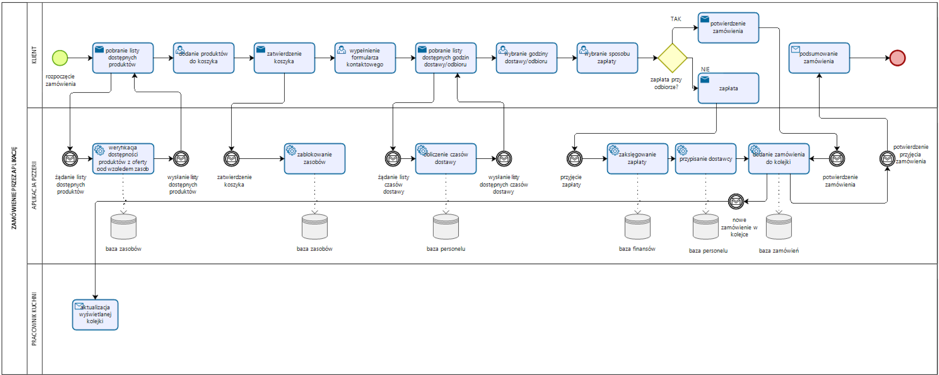 ZAMÓWIENIE PRZEZ APLIKACJĘ
KLIENT
rozpoczęcie
zamówienia
pobranie listy
dostępnych
produktów
dodanie produktów
do koszyka
zatwierdzenie
koszyka
wypełnienie
formularza
kontaktowego
pobranie listy
dostępnych godzin
dostawy/odbioru
wybranie godziny
dostawy/odbioru
wybranie sposobu
zapłaty
zapłata przy
odbiorze?
TAK
potwierdzenie
zamówienia
NIE
zapłata
podsumowanie
zamówienia
APLIKACJA PIZZERII
żądanie listy
dostępnych
produktów
weryfikacja
dostępności
produktów z oferty
pod względem zasob
wysłanie listy
dostępnych
produktów
zatwierdzenie
koszyka
zablokowanie
zasobów
żądanie listy
czasów
dostawy
obliczenie czasów
dostawy
wysłanie listy
dostępnych czasów
dostawy
przyjęcie
zapłaty
zaksięgowanie
zapłaty
przypisanie dostawcy
dodanie zamówienia
do kolejki
potwierdzenie
zamówienia
potwierdzenie
przyjęcia
zamówienia
nowe
zamówienie w
kolejce
baza zasobów
baza zasobów
baza personelu
baza finansów
baza personelu
baza zamówień
PRACOWNIK KUCHNI
aktualizacja
wyświetlanej
kolejki